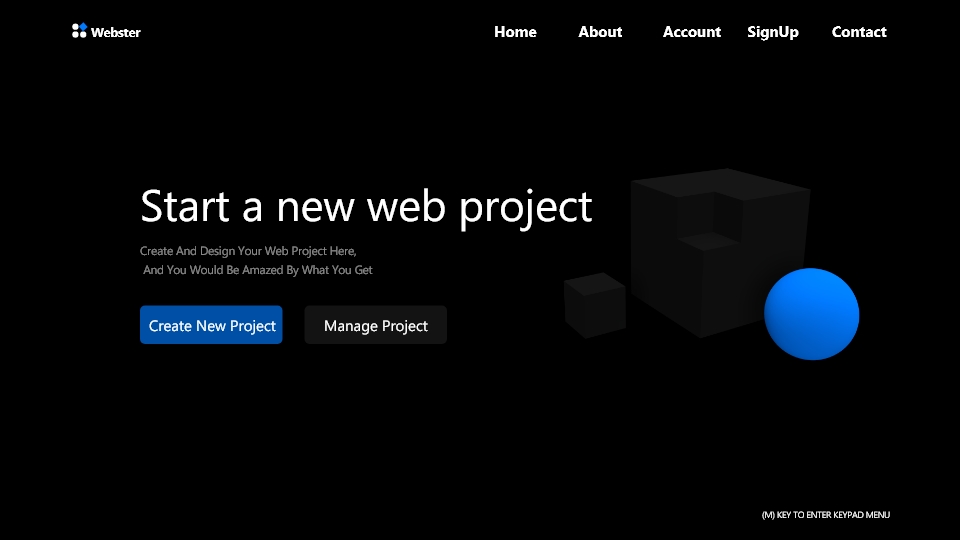 Webster
Home About Account SignUp Contact
Start a new web project
Create And Design Your Web Project Here,
And You Would Be Amazed By What You Get
Create New Project
Manage Project
(M) KEY TO ENTER KEYPAD MENU